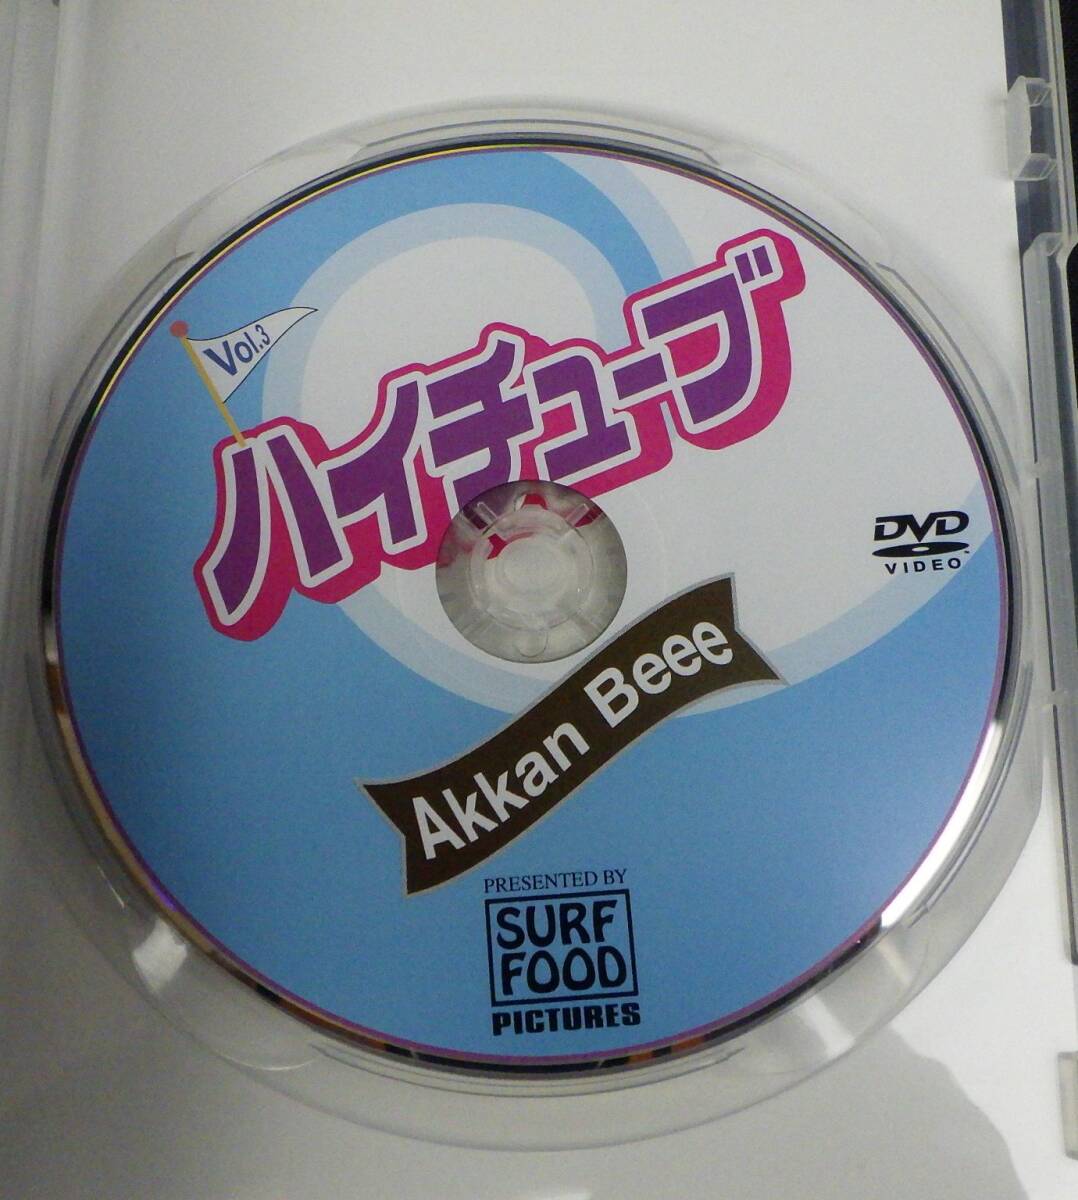 Vol.3
ハイチューブ
DVD
VIDEO
Akkan Beee
PRESENTED BY
SURF
FOOD
PICTURES